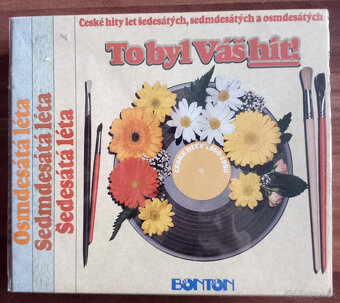 České hity let šedesátých, sedmdesátých a osmdesátých
To byl Váš hit!
Osmdesátá léta
Sedmdesátá léta
Šedesátá léta
BONTON